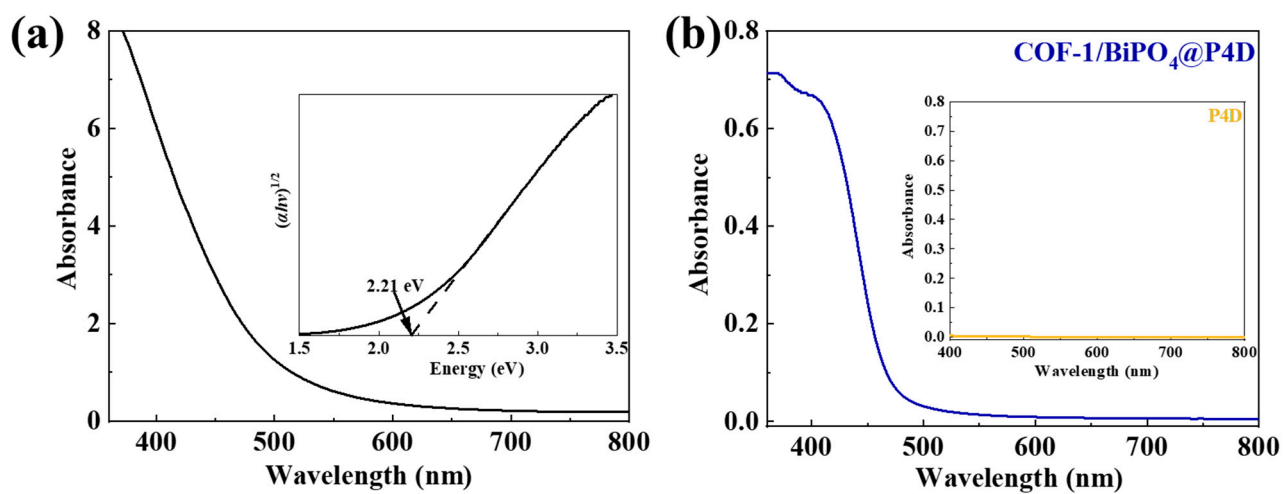 (a)
8
6
4
2
0
Absorbance
400 500 600 700 800
Wavelength (nm)
(αhν)1/2
2.21 eV
1.5 2.0 2.5 3.0 3.5
Energy (eV)
(b)
COF-1/BiPO4@P4D
0.8
0.6
0.4
0.2
0.0
Absorbance
400 500 600 700 800
Wavelength (nm)
P4D
0.8
0.7
0.6
0.5
0.4
0.3
0.2
0.1
0.0
Absorbance
400 500 600 700 800
Wavelength (nm)